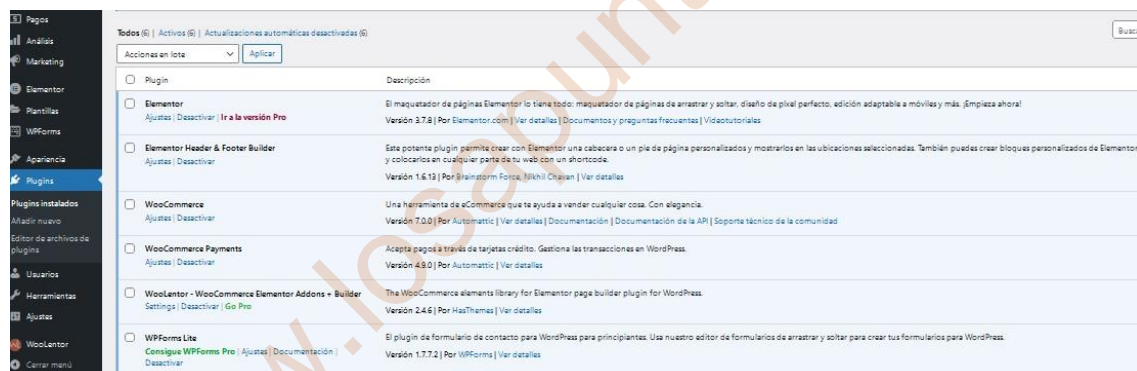 Pagos
Análisis
Marketing
Elementor
Plantillas
WPForms
Apariencia
Plugins
Plugins instalados
Añadir nuevo
Editor de archivos de
plugins
Usuarios
Herramientas
Ajustes
WooLentor
Cerrar menú
Todos (6) | Activos (6) | Actualizaciones automáticas desactivadas (6)
Acciones en lote
Aplicar
Plugin Descripción
Elementor
Ajustes | Desactivar | Ir a la versión Pro
El maquetador de páginas Elementor lo tiene todo: maquetador de páginas de arrastrar y soltar, diseño de pixel perfecto, edición adaptable a móviles y más. ¡Empieza ahora!
Versión 3.7.8 | Por Elementor.com | Ver detalles | Documentos y preguntas frecuentes | Videotutoriales
Elementor Header & Footer Builder
Ajustes | Desactivar
Este potente plugin permite crear con Elementor una cabecera o un pie de página personalizados y mostrarlos en las ubicaciones seleccionadas. También puedes crear bloques personalizados de Elementor
y colocarlos en cualquier parte de tu web con un shortcode.
Versión 1.6.13 | Por Brainstorm Force, Nikhil Chavan | Ver detalles
WooCommerce
Ajustes | Desactivar
Una herramienta de eCommerce que te ayuda a vender cualquier cosa. Con elegancia.
Versión 7.0.0 | Por Automattic | Ver detalles | Documentación | Documentación de la API | Soporte técnico de la comunidad
WooCommerce Payments
Ajustes | Desactivar
Acepta pagos a través de tarjetas crédito. Gestiona las transacciones en WordPress.
Versión 4.9.0 | Por Automattic | Ver detalles
WooLentor - WooCommerce Elementor Addons + Builder
Settings | Desactivar | Go Pro
The WooCommerce elements library for Elementor page builder plugin for WordPress.
Versión 2.4.6 | Por HasThemes | Ver detalles
WPForms Lite
Consigue WPForms Pro | Ajustes | Documentación |
Desactivar
El plugin de formulario de contacto para WordPress para principiantes. Usa nuestro editor de formularios de arrastrar y soltar para crear tus formularios para WordPress.
Versión 1.7.7.2 | Por WPForms | Ver detalles
w.losapunt